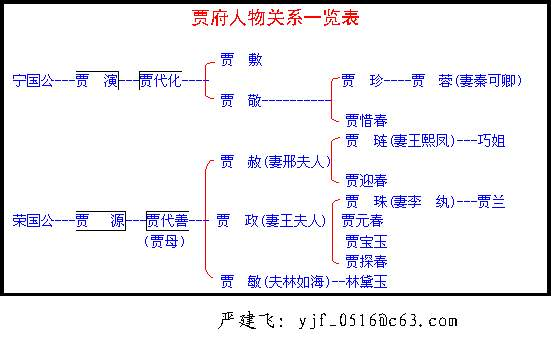 贾府人物关系一览表
贾 敷
宁国公---贾 演---贾代化---
贾 珍----贾 蓉(妻秦可卿)
贾 敬----------
贾惜春
贾 琏(妻王熙凤)---巧姐
贾 赦(妻邢夫人)
贾迎春
贾 珠(妻李 纨)---贾兰
荣国公---贾 源---贾代善---
贾 政(妻王夫人)
贾元春
(贾母)
贾宝玉
贾探春
贾 敏(夫林如海)--林黛玉
严建飞: yjf_0516@c63.com